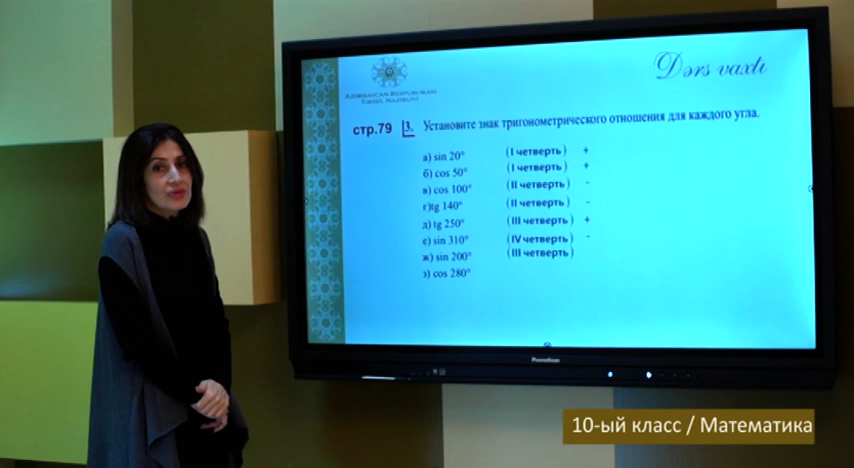 Dərs vaxtı
AZƏRBAYCAN RESPUBLİKASI
TƏHSİL NAZİRLİYİ
стр.79 3. Установите знак тригонометрического отношения для каждого угла.
а) sin 20° (I четверть) +
б) cos 50° (I четверть) +
в) cos 100° (II четверть) -
г)tg 140° (II четверть) -
д) tg 250° (III четверть) +
е) sin 310° (IV четверть) -
ж) sin 200° (III четверть)
з) cos 280°
Promethean
10-ый класс / Математика